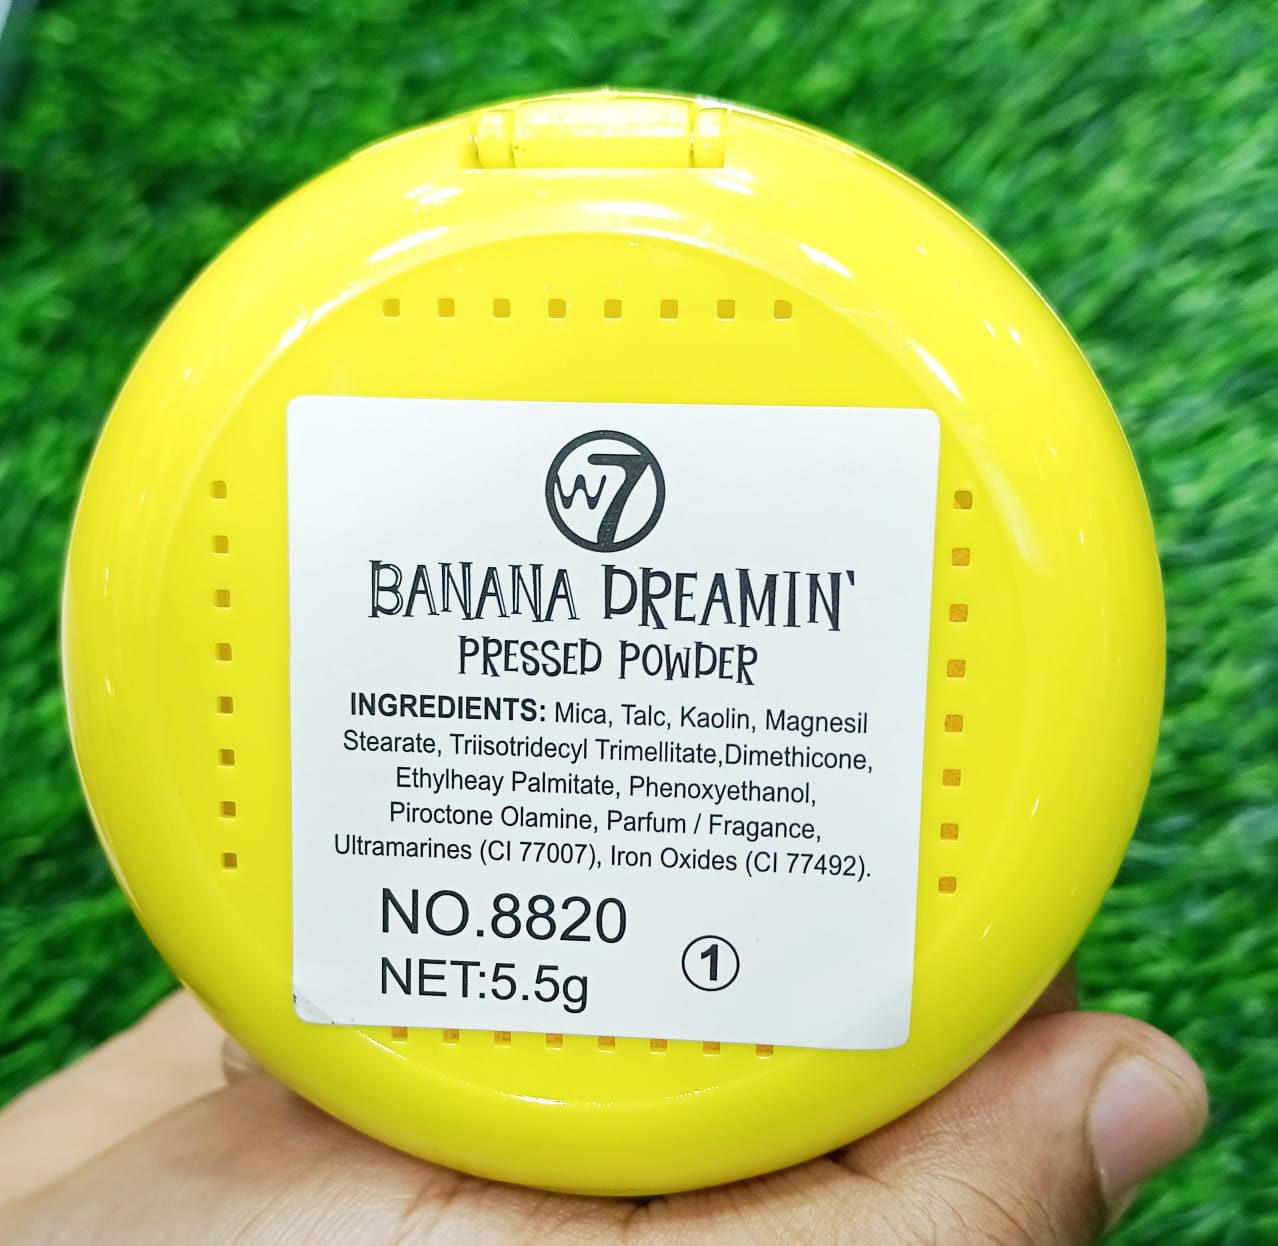 W7
BANANA DREAMIN'
PRESSED POWDER
INGREDIENTS: Mica, Talc, Kaolin, Magnesil
Stearate, Triisotridecyl Trimellitate,Dimethicone,
Ethylheay Palmitate, Phenoxyethanol,
Piroctone Olamine, Parfum / Fragance,
Ultramarines (CI 77007), Iron Oxides (CI 77492).
NO.8820
NET:5.5g
①